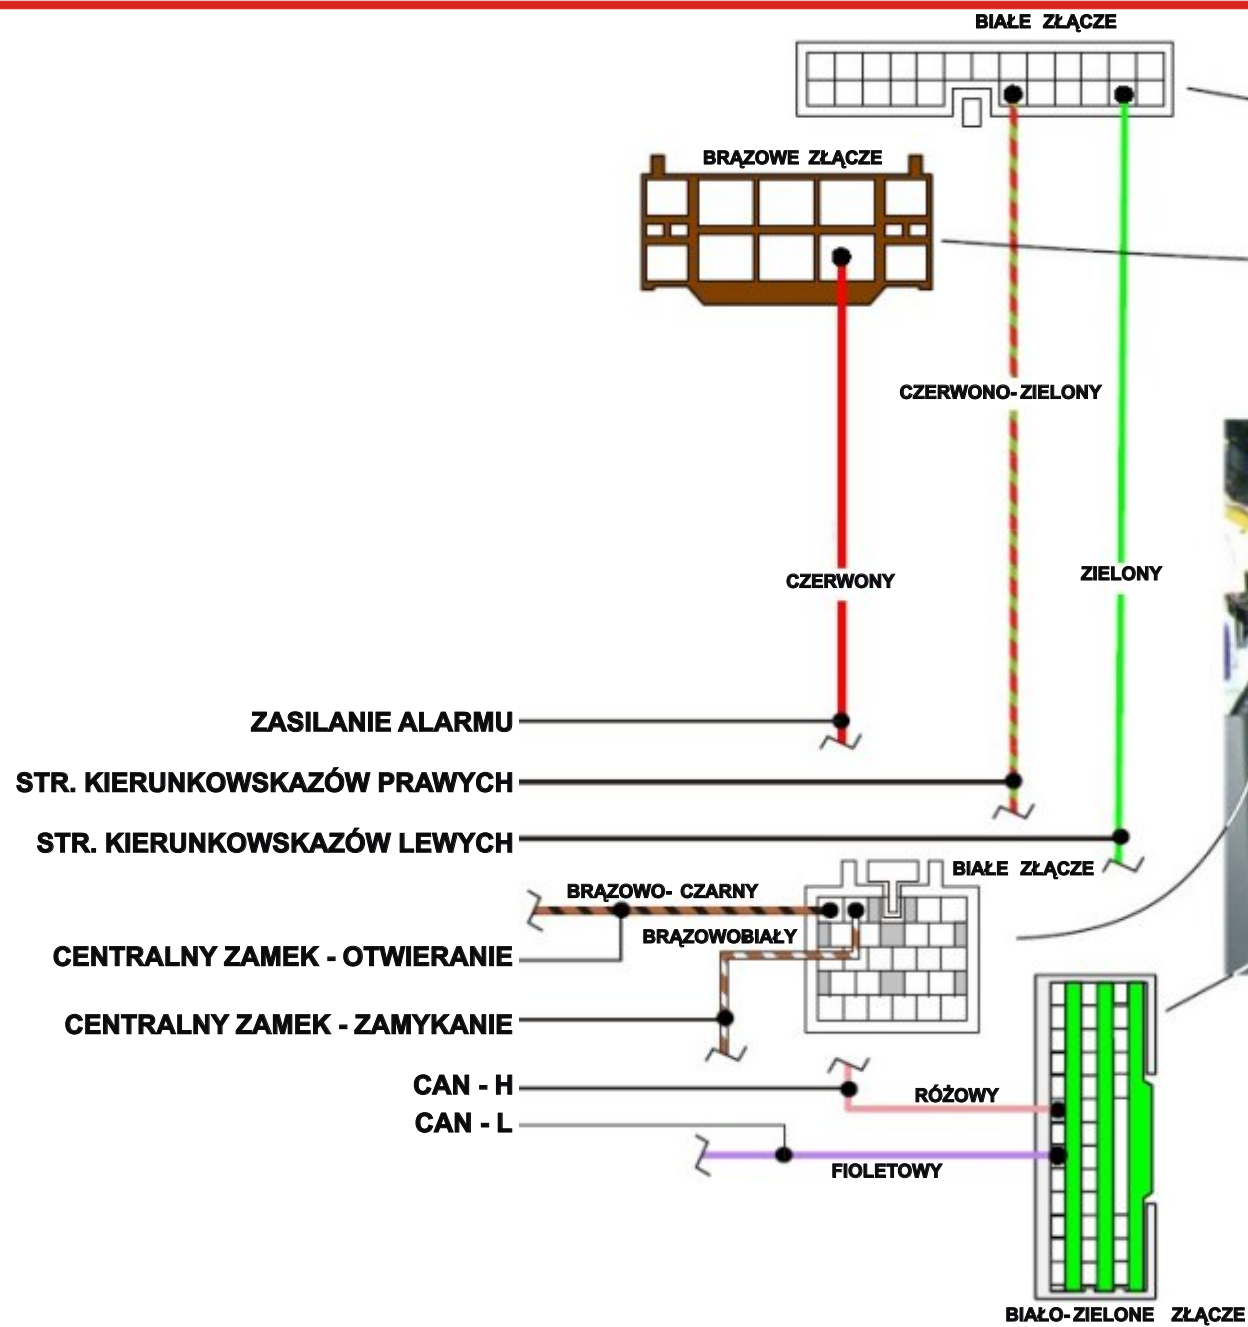 BIAŁE ZŁĄCZE
BRĄZOWE ZŁĄCZE
CZERWONO-ZIELONY
ZIELONY
CZERWONY
ZASILANIE ALARMU
STR. KIERUNKOWSKAZÓW PRAWYCH
STR. KIERUNKOWSKAZÓW LEWYCH
BIAŁE ZŁĄCZE
BRĄZOWO- CZARNY
BRĄZOWOBIAŁY
CENTRALNY ZAMEK - OTWIERANIE
CENTRALNY ZAMEK - ZAMYKANIE
CAN - H
RÓŻOWY
CAN - L
FIOLETOWY
BIAŁO-ZIELONE ZŁĄCZE